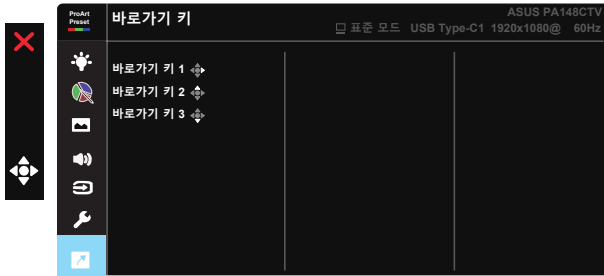 ProArt
Preset
바로가기 키
ASUS PA148CTV
표준 모드 USB Type-C1 1920x1080@ 60Hz
바로가기 키 1
바로가기 키 2
바로가기 키 3